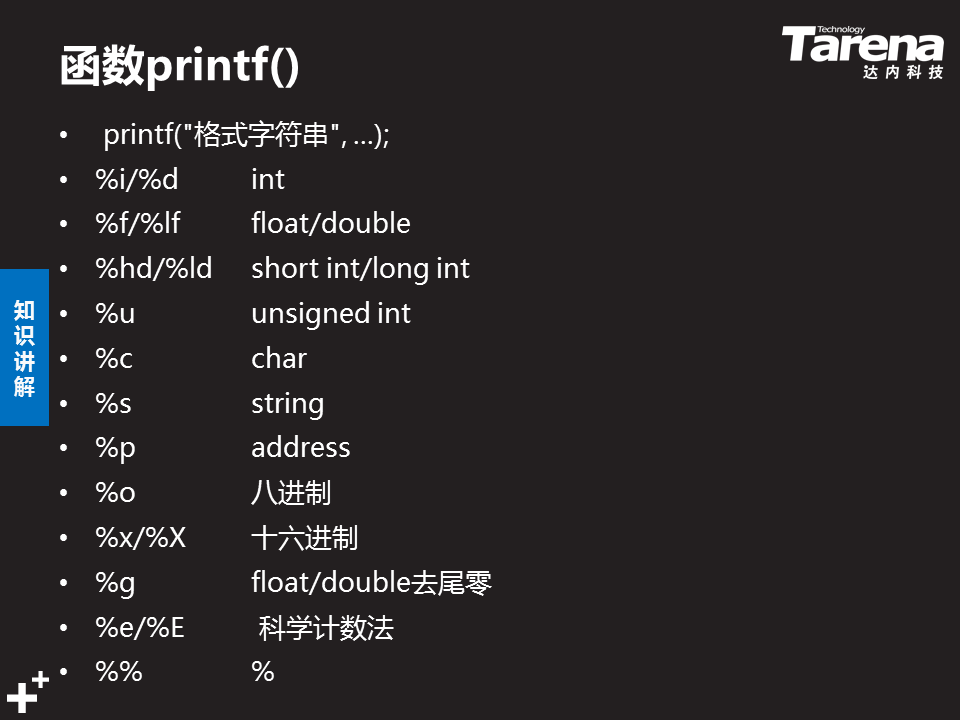 函数printf()
Technology
Tarena
达内科技
• printf("格式字符串", …);
• %i/%d int
• %f/%lf float/double
• %hd/%ld short int/long int
• %u unsigned int
• %c char
• %s string
• %p address
• %o 八进制
• %x/%X 十六进制
• %g float/double去尾零
• %e/%E 科学计数法
• %% %
知识讲解